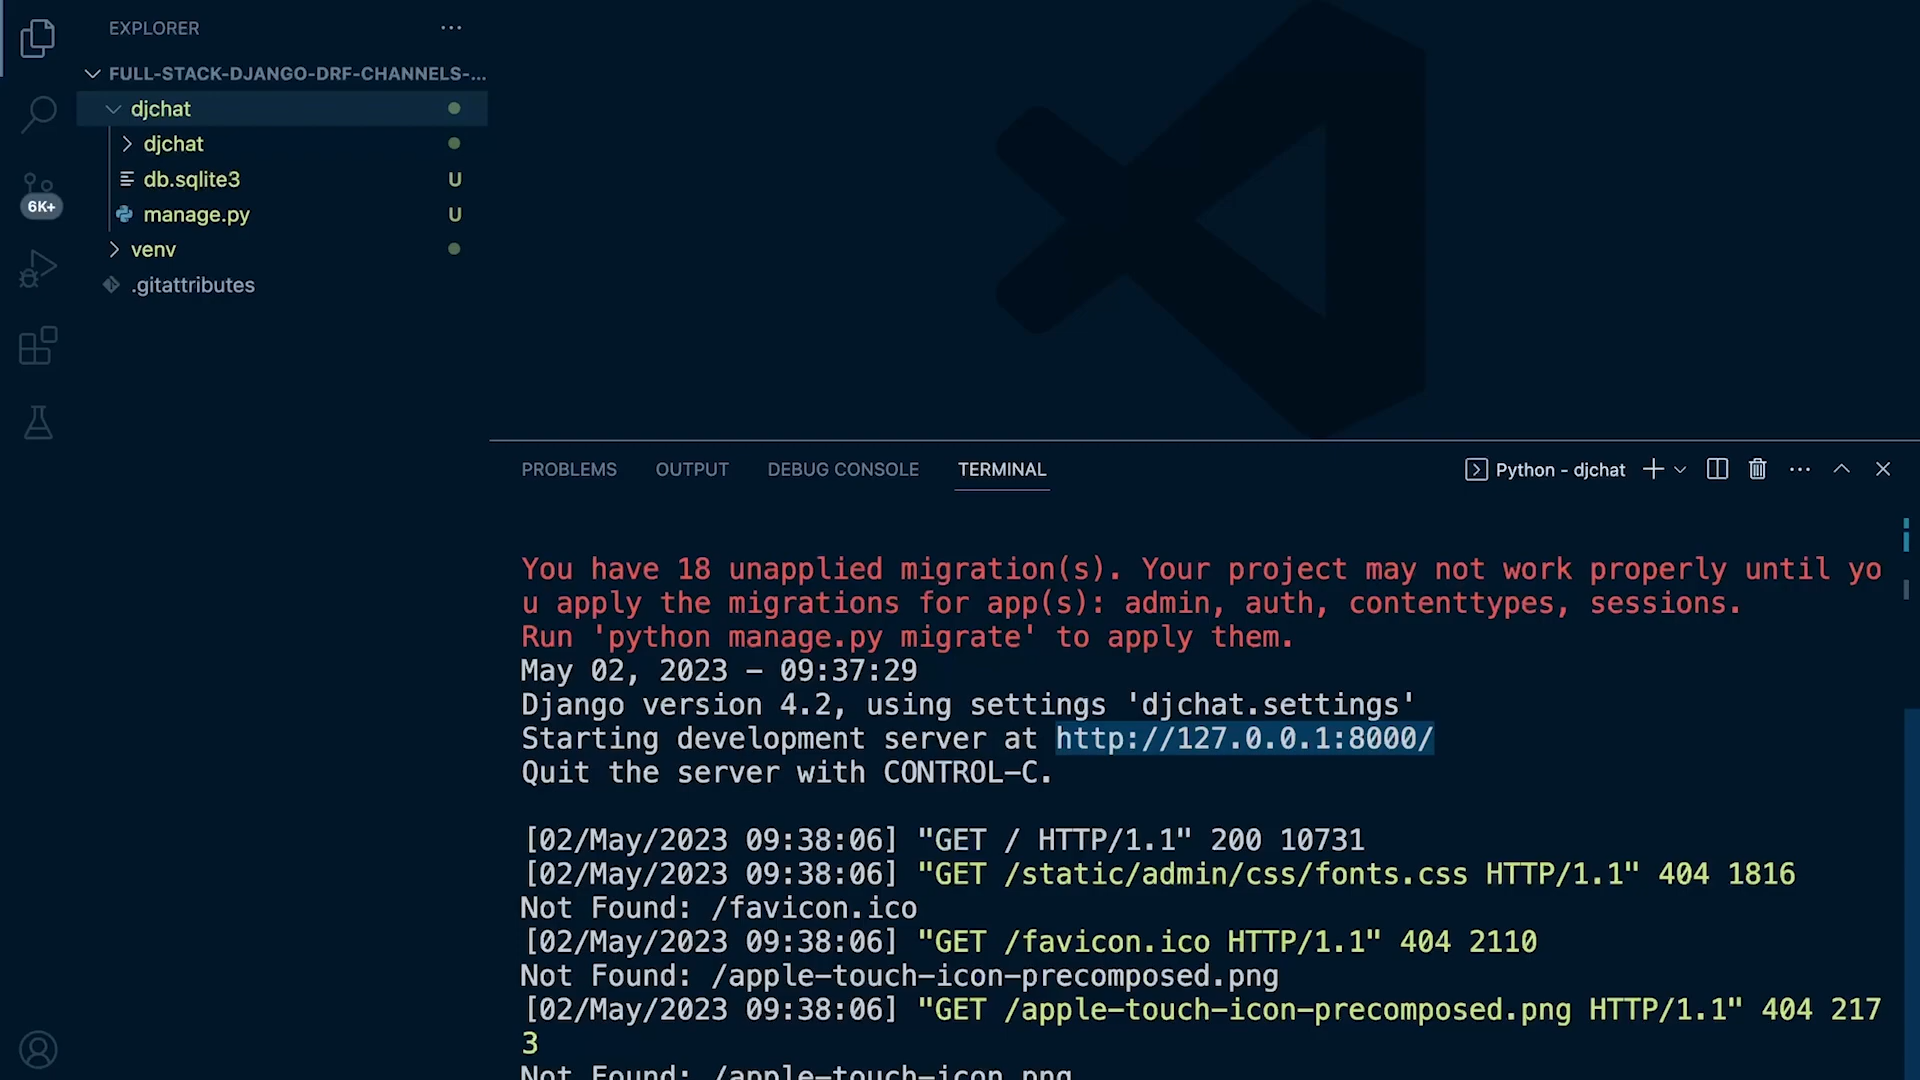 EXPLORER
FULL-STACK-DJANGO-DRF-CHANNELS-...
djchat
djchat
db.sqlite3 U
manage.py U
6K+
venv
.gitattributes
PROBLEMS OUTPUT DEBUG CONSOLE TERMINAL Python - djchat
You have 18 unapplied migration(s). Your project may not work properly until yo
u apply the migrations for app(s): admin, auth, contenttypes, sessions.
Run 'python manage.py migrate' to apply them.
May 02, 2023 - 09:37:29
Django version 4.2, using settings 'djchat.settings'
Starting development server at http://127.0.0.1:8000/
Quit the server with CONTROL-C.
[02/May/2023 09:38:06] "GET / HTTP/1.1" 200 10731
[02/May/2023 09:38:06] "GET /static/admin/css/fonts.css HTTP/1.1" 404 1816
Not Found: /favicon.ico
[02/May/2023 09:38:06] "GET /favicon.ico HTTP/1.1" 404 2110
Not Found: /apple-touch-icon-precomposed.png
[02/May/2023 09:38:06] "GET /apple-touch-icon-precomposed.png HTTP/1.1" 404 217
3
Not Found: /apple-touch-icon.png